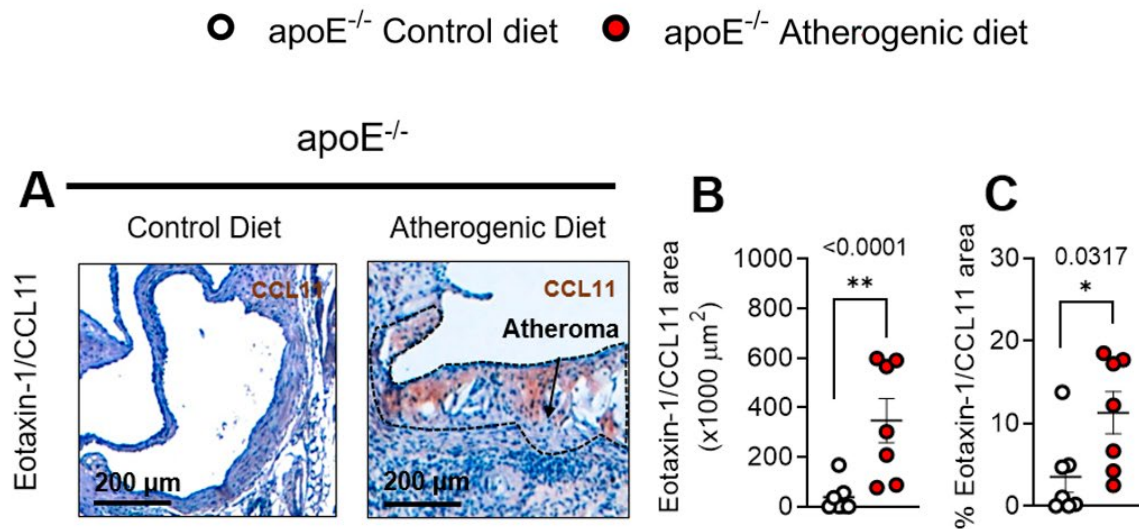 apoE-/- Control diet apoE-/- Atherogenic diet
apoE-/-
A
Control Diet Atherogenic Diet
Eotaxin-1/CCL11
CCL11
200 µm
CCL11
Atheroma
200 µm
B
Eotaxin-1/CCL11 area
(x1000 µm²)
<0.0001
**
1000
800
600
400
200
0
C
% Eotaxin-1/CCL11 area
0.0317
*
30
20
10
0